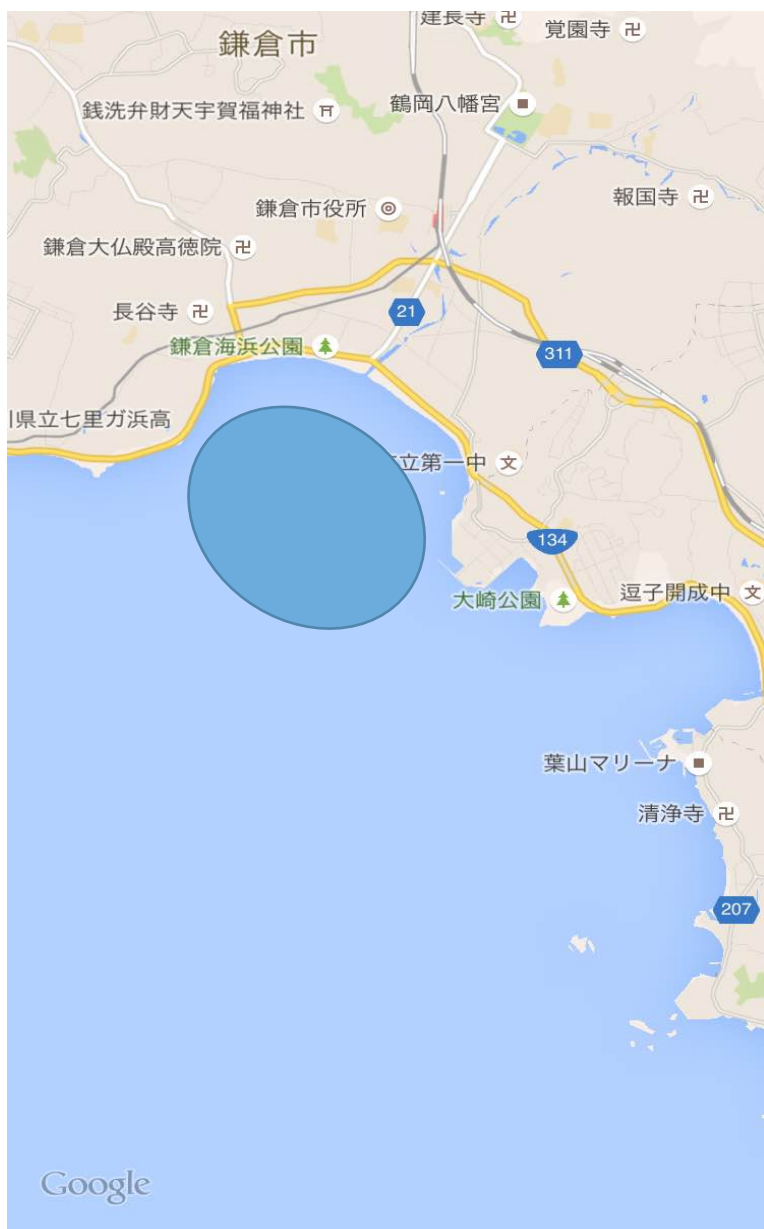 建長寺
覚園寺
鎌倉市
銭洗弁財天宇賀福神社
鶴岡八幡宮
鎌倉市役所
報国寺
鎌倉大仏殿高徳院
長谷寺
21
鎌倉海浜公園
311
県立七里ガ浜高
立第一中
134
大崎公園
逗子開成中
葉山マリーナ
清浄寺
207
Google